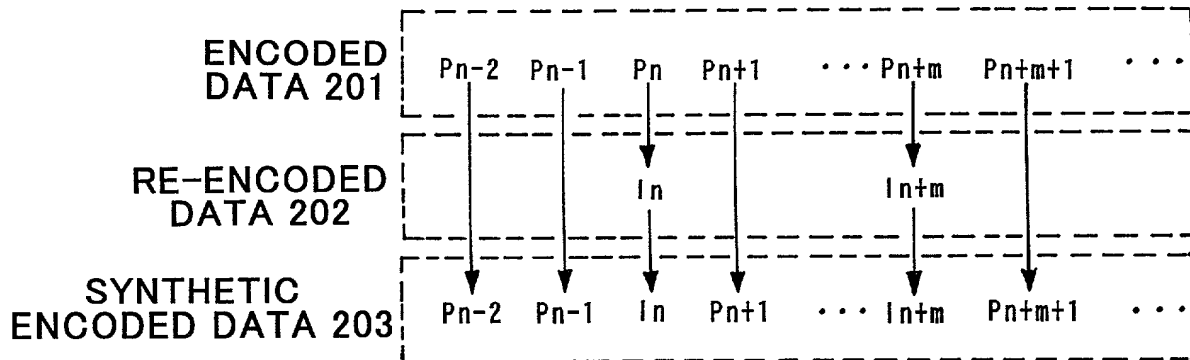 ENCODED
DATA 201
Pn-2 Pn-1 Pn Pn+1 ··· Pn+m Pn+m+1 ····
RE-ENCODED
DATA 202
In In+m
SYNTHETIC
ENCODED DATA 203
Pn-2 Pn-1 In Pn+1 ··· In+m Pn+m+1 ····